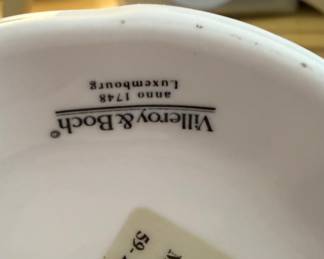 Villeroy & Boch©
anno 1748
Luxembourg
59-